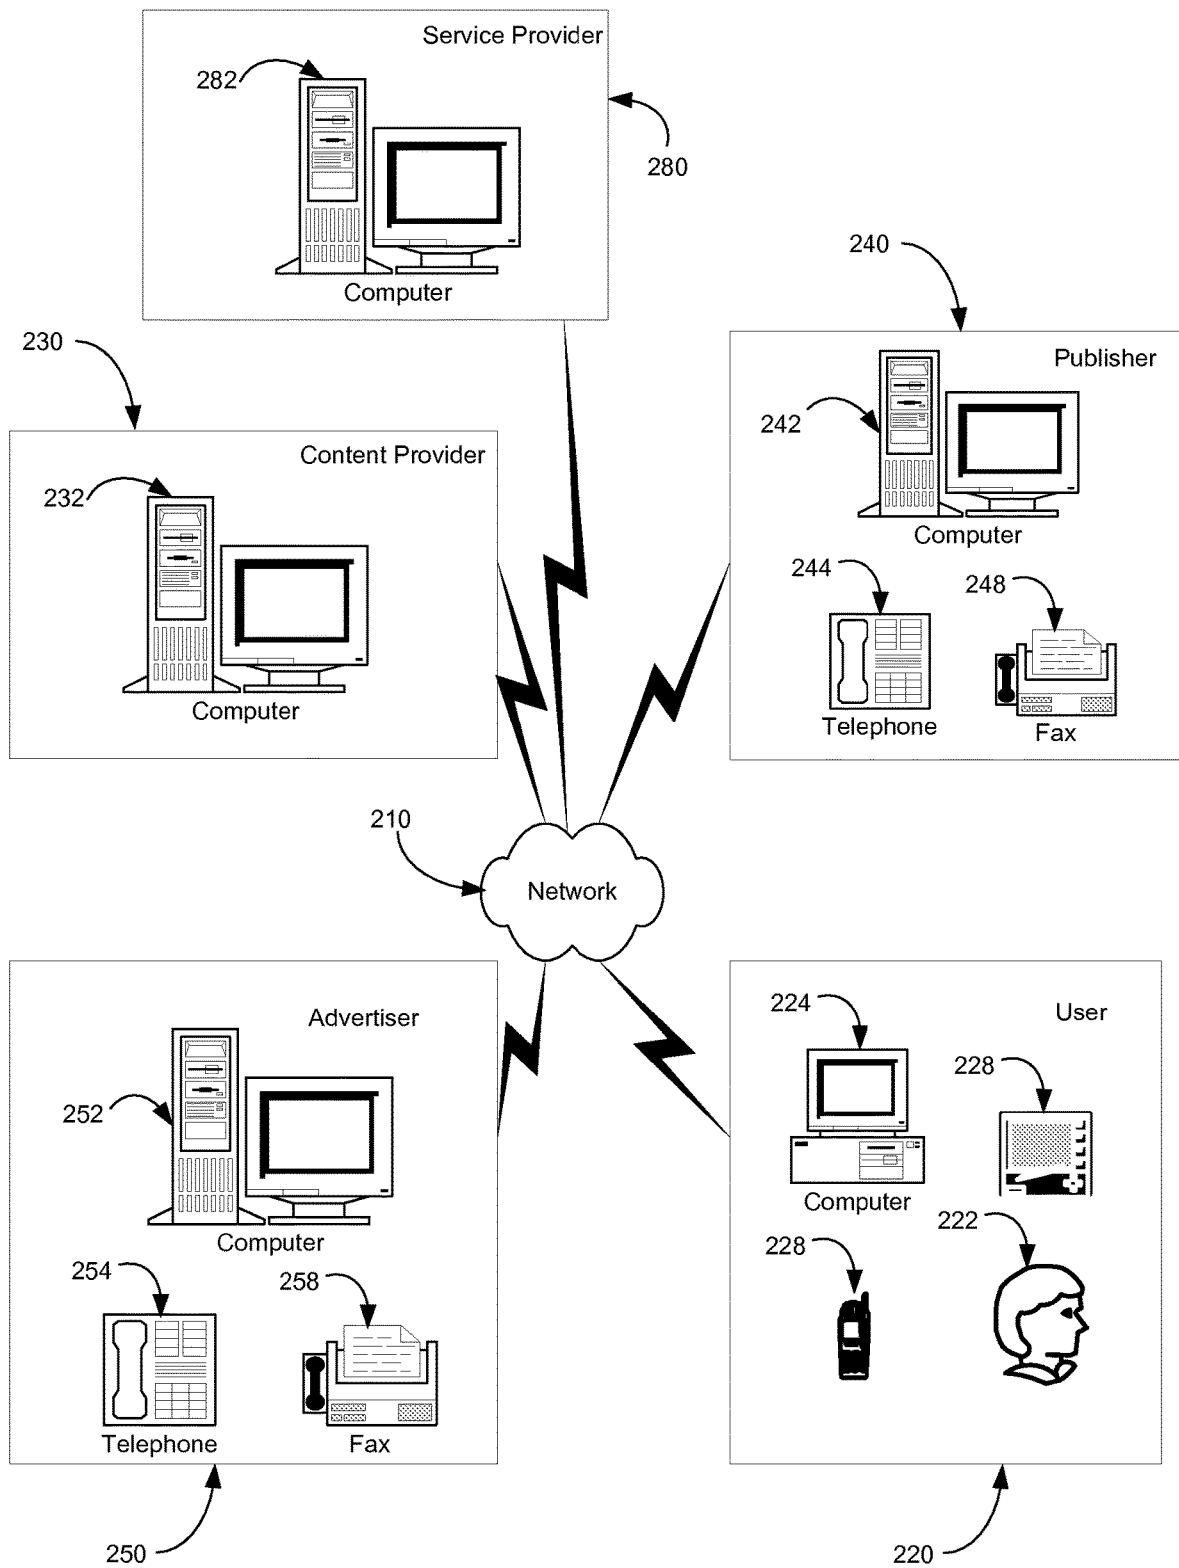 Service Provider
282
280
Computer
240
230
Publisher
242
Content Provider
232
Computer
244
248
Computer
Telephone
Fax
210
Network
Advertiser
224
User
228
252
Computer
222
Computer
228
254
258
Telephone
Fax
250
220